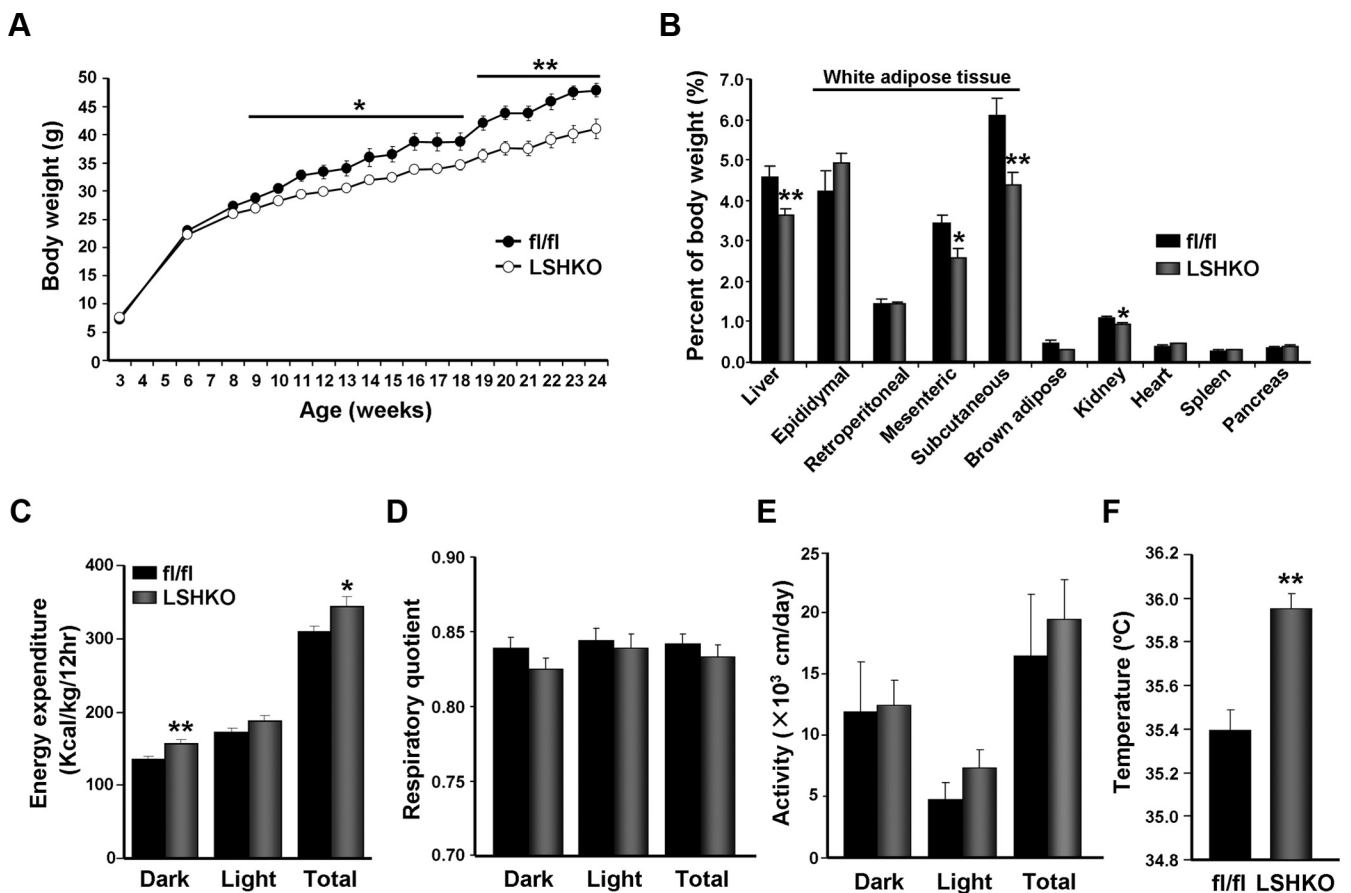 A
Body weight (g)
50
45
40
35
30
25
20
15
10
5
0
*
**
fl/fl
LSHKO
3 4 5 6 7 8 9 10 11 12 13 14 15 16 17 18 19 20 21 22 23 24
Age (weeks)
B
Percent of body weight (%)
7.0
6.0
5.0
4.0
3.0
2.0
1.0
0.0
White adipose tissue
**
*
**
*
fl/fl
LSHKO
Liver
Epididymal
Retroperitoneal
Mesenteric
Subcutaneous
Brown adipose
Kidney
Heart
Spleen
Pancreas
C
Energy expenditure
(Kcal/kg/12hr)
400
300
200
100
0
fl/fl
LSHKO
**
*
Dark Light Total
D
Respiratory quotient
0.90
0.85
0.80
0.75
0.70
Dark Light Total
E
Activity (×10³ cm/day)
25
20
15
10
5
0
Dark Light Total
F
Temperature (ºC)
36.2
36.0
35.8
35.6
35.4
35.2
35.0
34.8
**
fl/fl LSHKO